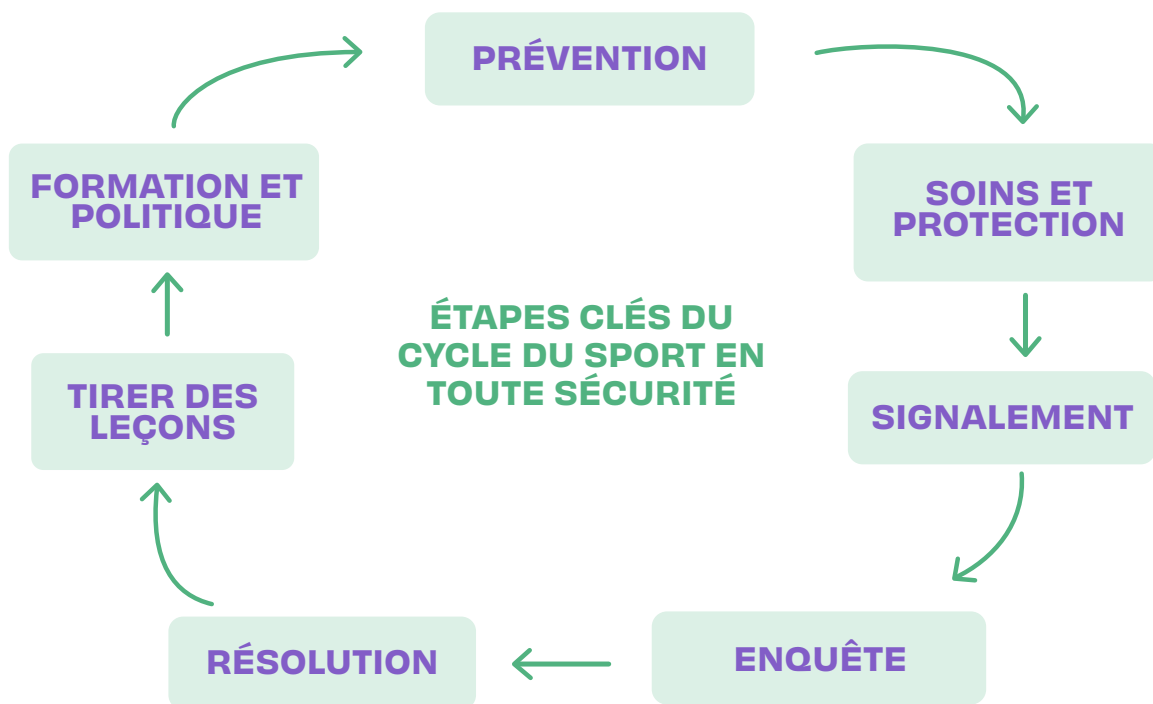 PRÉVENTION
FORMATION ET
POLITIQUE
SOINS ET
PROTECTION
ÉTAPES CLÉS DU
CYCLE DU SPORT EN
TOUTE SÉCURITÉ
TIRER DES
LEÇONS
SIGNALEMENT
RÉSOLUTION
ENQUÊTE